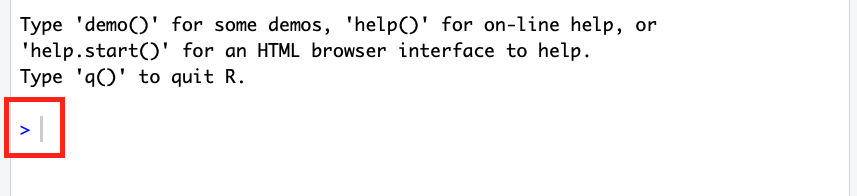 Type 'demo()' for some demos, 'help()' for on-line help, or
'help.start()' for an HTML browser interface to help.
Type 'q()' to quit R.
>